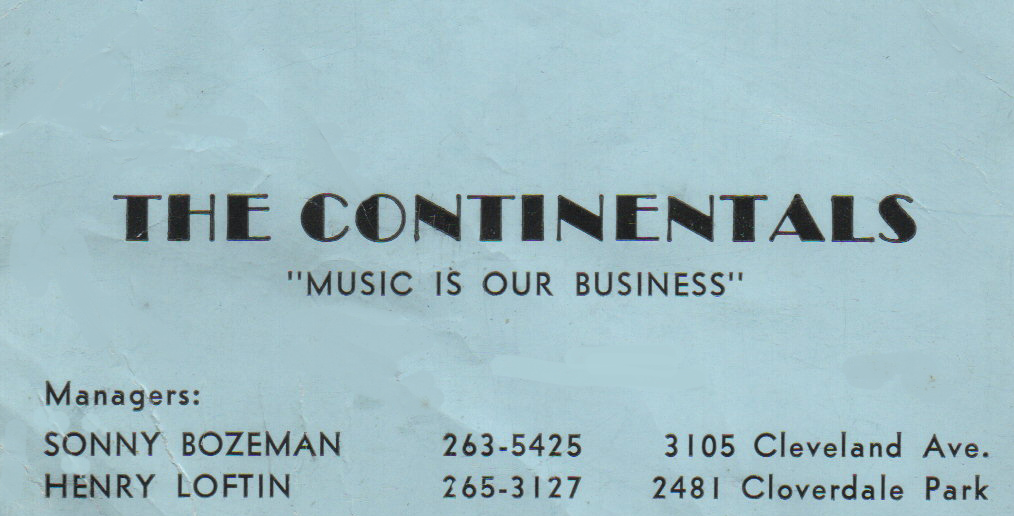 THE CONTINENTALS
"MUSIC IS OUR BUSINESS"
Managers:
SONNY BOZEMAN 263-5425 3105 Cleveland Ave.
HENRY LOFTIN 265-3127 2481 Cloverdale Park